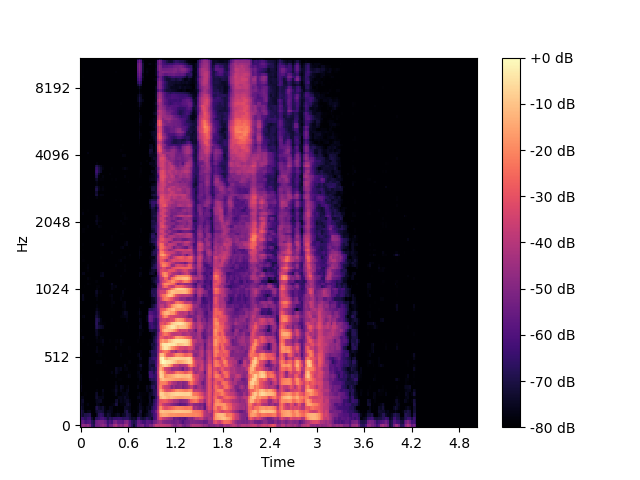 8192
4096
2048
1024
512
0
Hz
0 0.6 1.2 1.8 2.4 3 3.6 4.2 4.8
Time
+0 dB
-10 dB
-20 dB
-30 dB
-40 dB
-50 dB
-60 dB
-70 dB
-80 dB